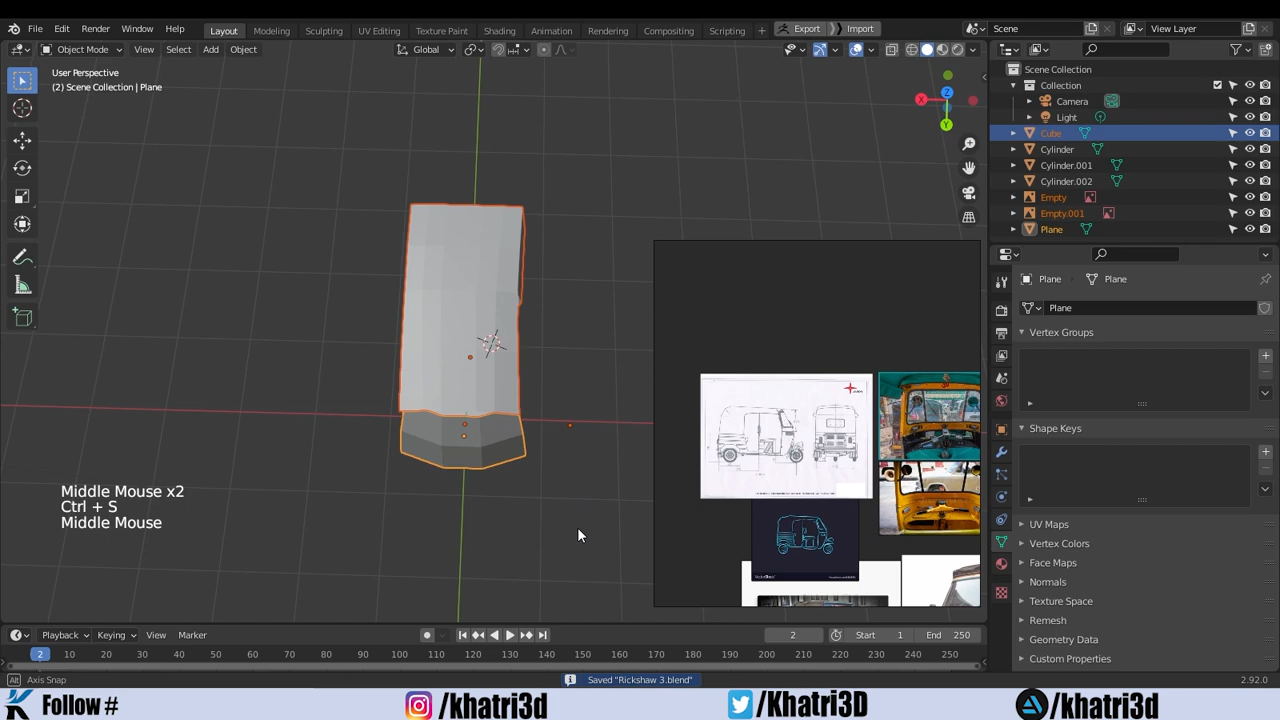 File Edit Render Window Help Layout Modeling Sculpting UV Editing Texture Paint Shading Animation Rendering Compositing Scripting + Export Import Scene View Layer
Object Mode View Select Add Object Global
User Perspective
(2) Scene Collection | Plane
X Z Y
Scene Collection
Collection
Camera
Light
Cube
Cylinder
Cylinder.001
Cylinder.002
Empty
Empty.001
Plane
Plane Plane
Plane
Vertex Groups
Shape Keys
UV Maps
Vertex Colors
Face Maps
Normals
Texture Space
Remesh
Geometry Data
Custom Properties
Middle Mouse x2
Ctrl + S
Middle Mouse
Playback Keying View Marker 2 Start 1 End 250
2 10 20 30 40 50 60 70 80 90 100 110 120 130 140 150 160 170 180 190 200 210 220 230 240 250
Alt Axis Snap Saved "Rickshaw 3.blend" 2.92.0
Follow # /khatri3d /Khatri3D /khatri3d